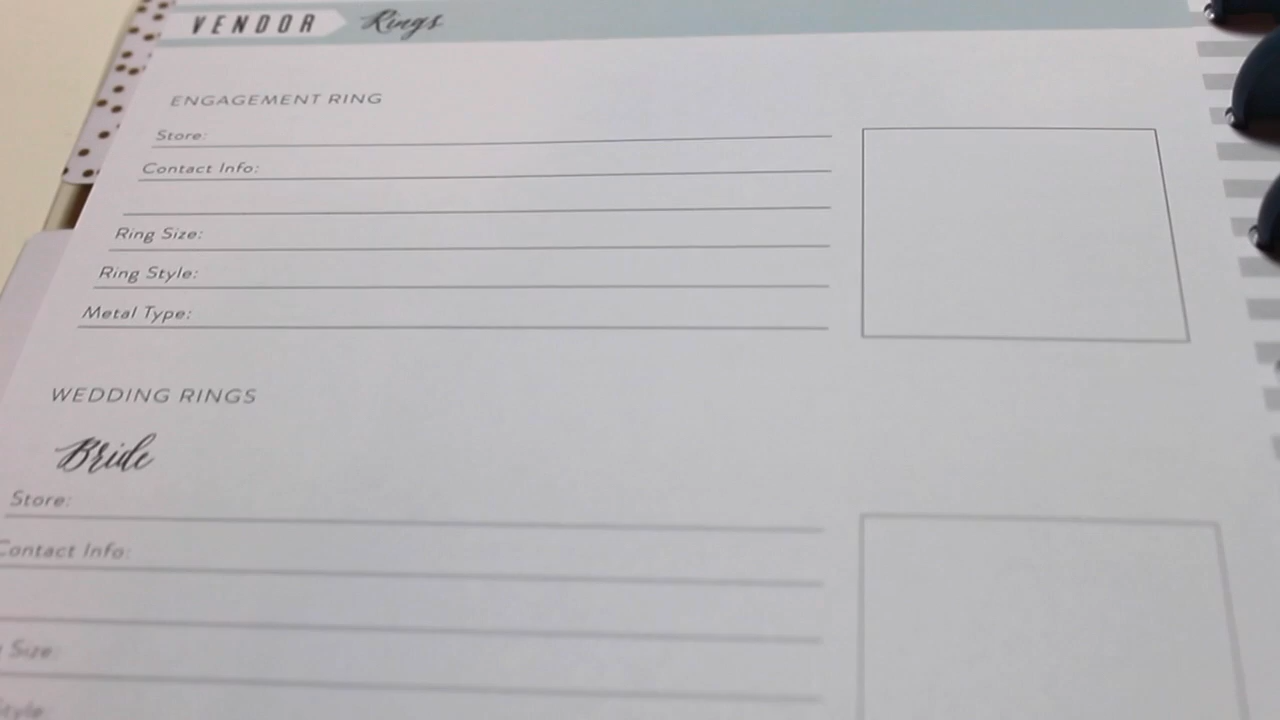 VENDOR Rings
ENGAGEMENT RING
Store:
Contact Info:
Ring Size:
Ring Style:
Metal Type:
WEDDING RINGS
Bride
Store:
Contact Info:
Size:
Style: